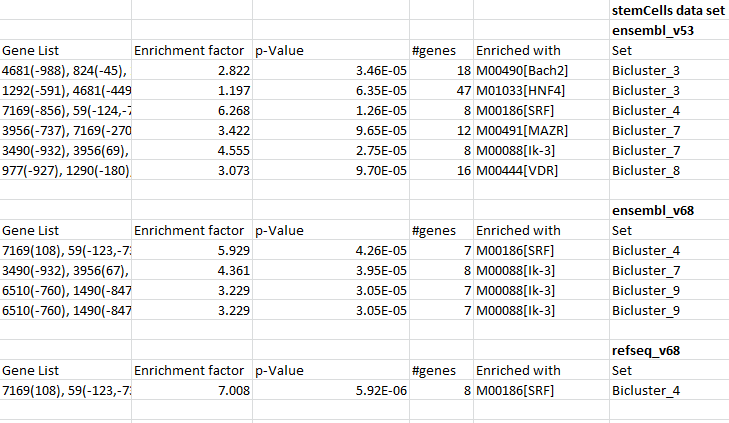 stemCells data set
ensembl_v53
Gene List Enrichment factor p-Value #genes Enriched with Set
4681(-988), 824(-45), 2.822 3.46E-05 18 M00490[Bach2] Bicluster_3
1292(-591), 4681(-449 1.197 6.35E-05 47 M01033[HNF4] Bicluster_3
7169(-856), 59(-124,-7 6.268 1.26E-05 8 M00186[SRF] Bicluster_4
3956(-737), 7169(-270 3.422 9.65E-05 12 M00491[MAZR] Bicluster_7
3490(-932), 3956(69), 4.555 2.75E-05 8 M00088[Ik-3] Bicluster_7
977(-927), 1290(-180) 3.073 9.70E-05 16 M00444[VDR] Bicluster_8
ensembl_v68
Gene List Enrichment factor p-Value #genes Enriched with Set
7169(108), 59(-123,-73 5.929 4.26E-05 7 M00186[SRF] Bicluster_4
3490(-932), 3956(67), 4.361 3.95E-05 8 M00088[Ik-3] Bicluster_7
6510(-760), 1490(-847 3.229 3.05E-05 7 M00088[Ik-3] Bicluster_9
6510(-760), 1490(-847 3.229 3.05E-05 7 M00088[Ik-3] Bicluster_9
refseq_v68
Gene List Enrichment factor p-Value #genes Enriched with Set
7169(108), 59(-123,-73 7.008 5.92E-06 8 M00186[SRF] Bicluster_4